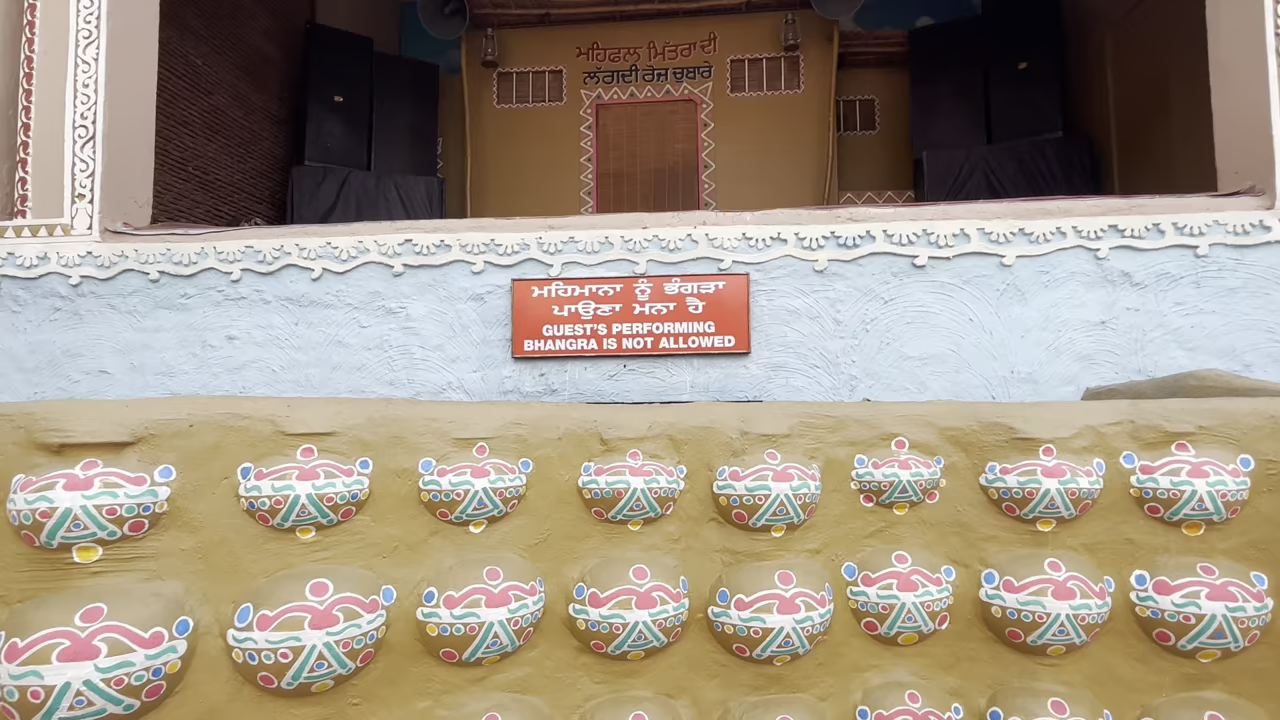 ਮਹਿਫਲ ਮਿੱਤਰਾ ਦੀ
ਲੱਗਦੀ ਰੋਜ਼ ਚੁਬਾਰੇ
ਮਹਿਮਾਨਾ ਨੂੰ ਭੰਗੜਾ
ਪਾਉਣਾ ਮਨਾ ਹੈ
GUEST'S PERFORMING
BHANGRA IS NOT ALLOWED